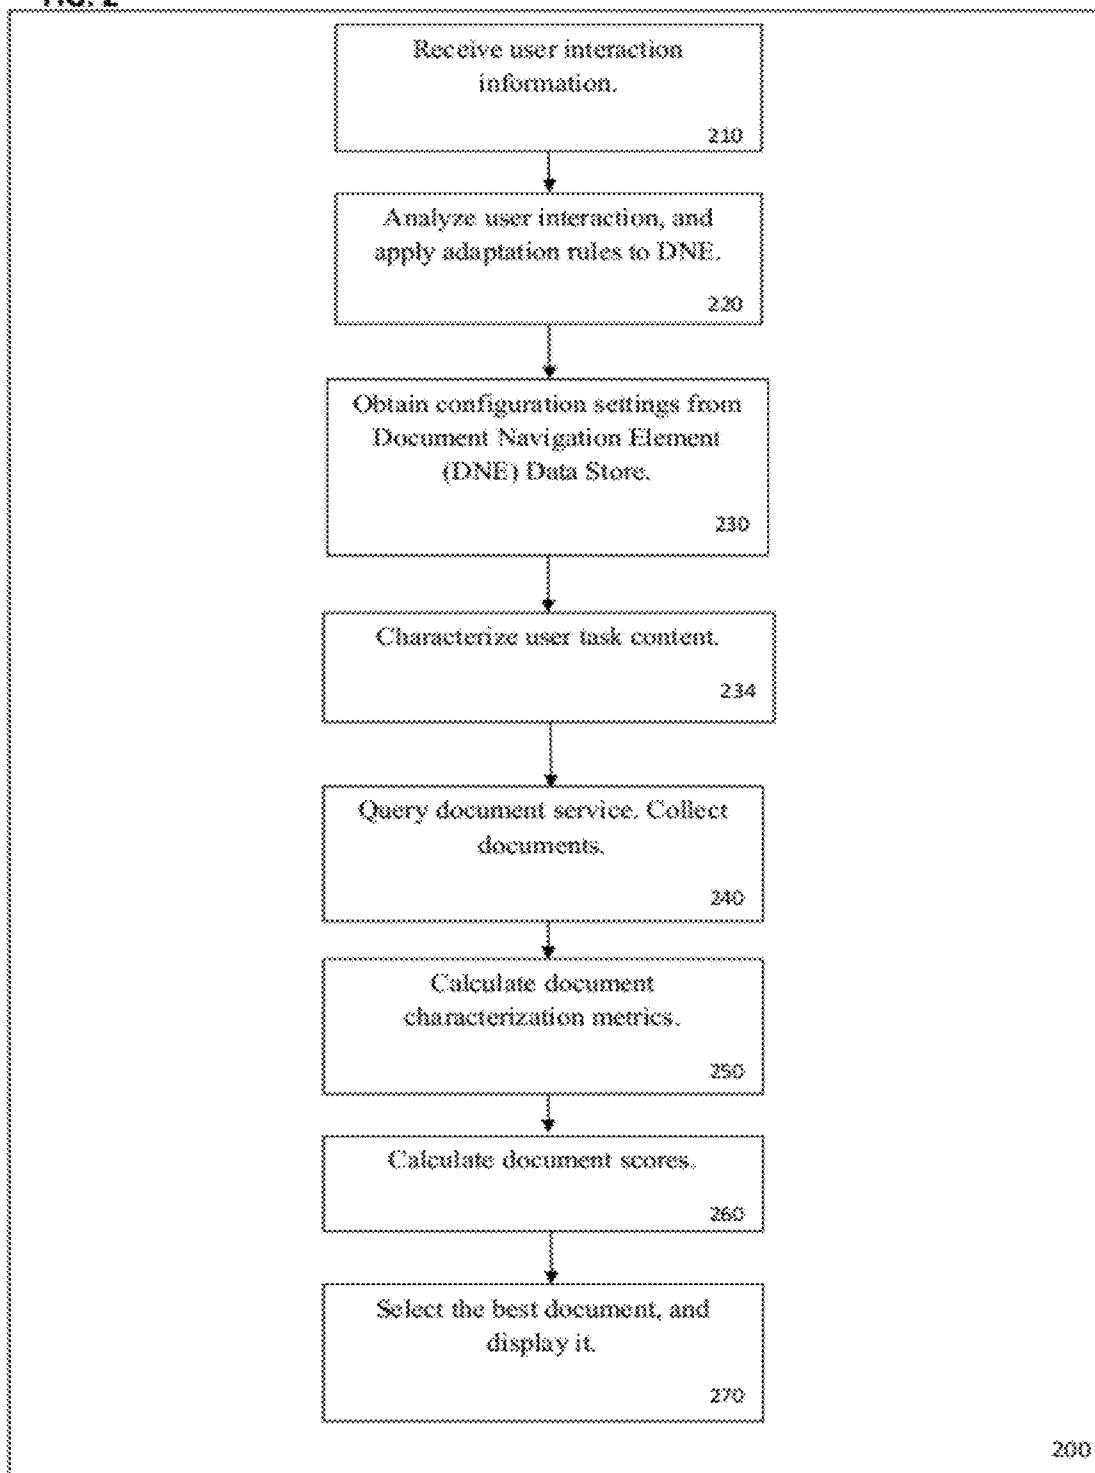 FIG. 2
Receive user interaction
information.
210
Analyze user interaction, and
apply adaptation rules to DNE.
220
Obtain configuration settings from
Document Navigation Element
(DNE) Data Store.
230
Characterize user task content.
234
Query document service. Collect
documents.
240
Calculate document
characterization metrics.
250
Calculate document scores.
260
Select the best document, and
display it.
270
200